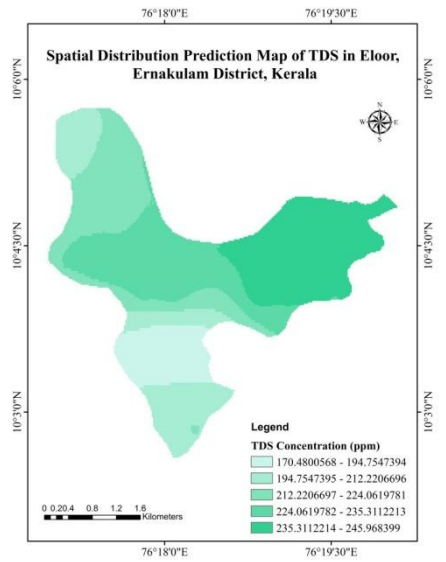 76°18'0"E 76°19'30"E
Spatial Distribution Prediction Map of TDS in Eloor,
Ernakulam District, Kerala
10°6'0"N
10°6'0"N
N
W E
S
10°4'30"N
10°4'30"N
10°3'0"N
10°3'0"N
Legend
TDS Concentration (ppm)
170.4800568 - 194.7547394
194.7547395 - 212.2206696
212.2206697 - 224.0619781
224.0619782 - 235.3112213
235.3112214 - 245.968399
0 0.20.4 0.8 1.2 1.6
Kilometers
76°18'0"E 76°19'30"E